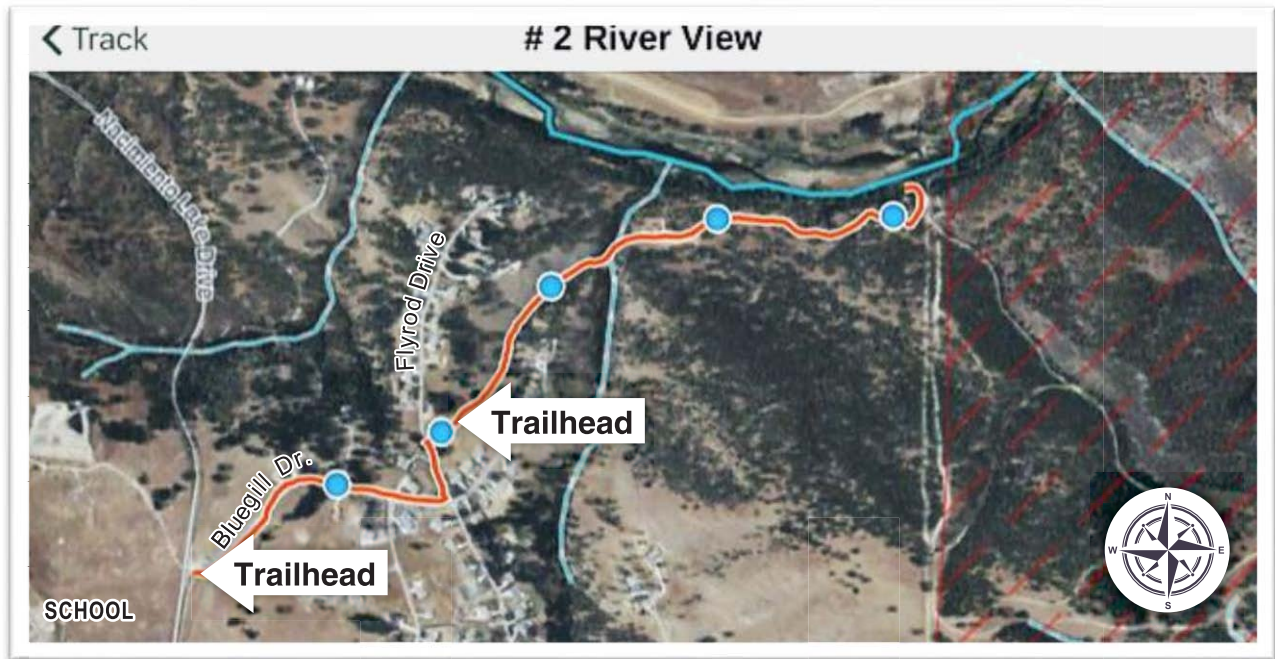 Track
# 2 River View
Nacimiento Lake Drive
Flyrod Drive
Trailhead
Bluegill Dr.
Trailhead
SCHOOL
N
W
E
S